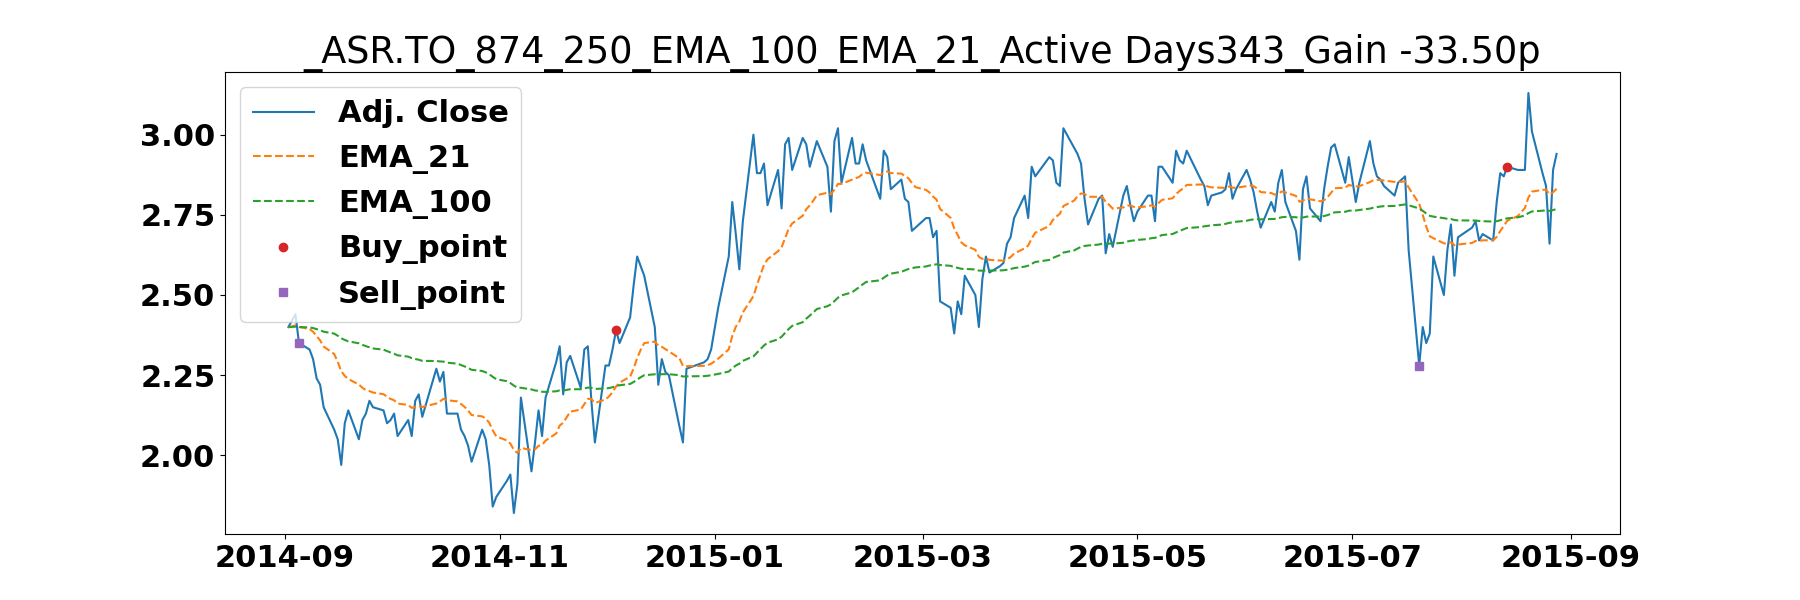 _ASR.TO_874_250_EMA_100_EMA_21_Active Days343_Gain -33.50p
Adj. Close
EMA_21
EMA_100
Buy_point
Sell_point
3.00
2.75
2.50
2.25
2.00
2014-09 2014-11 2015-01 2015-03 2015-05 2015-07 2015-09